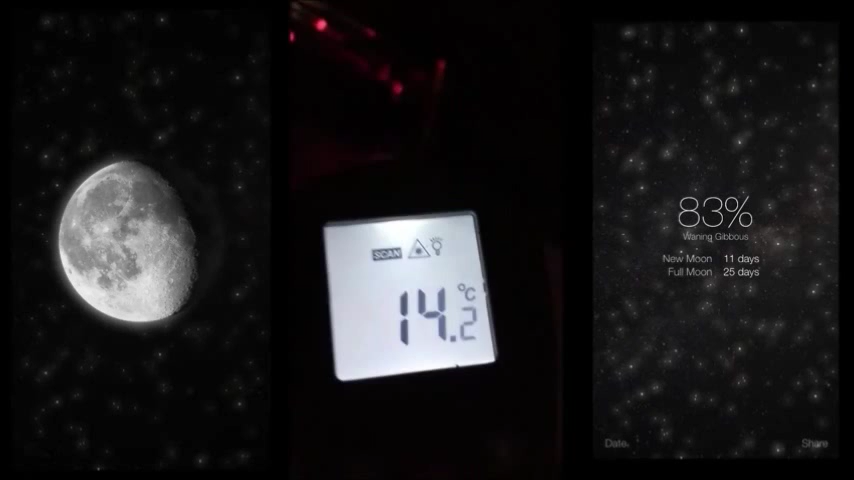 SCAN
°C
14.2
83%
Waning Gibbous
New Moon 11 days
Full Moon 25 days
Date
Share